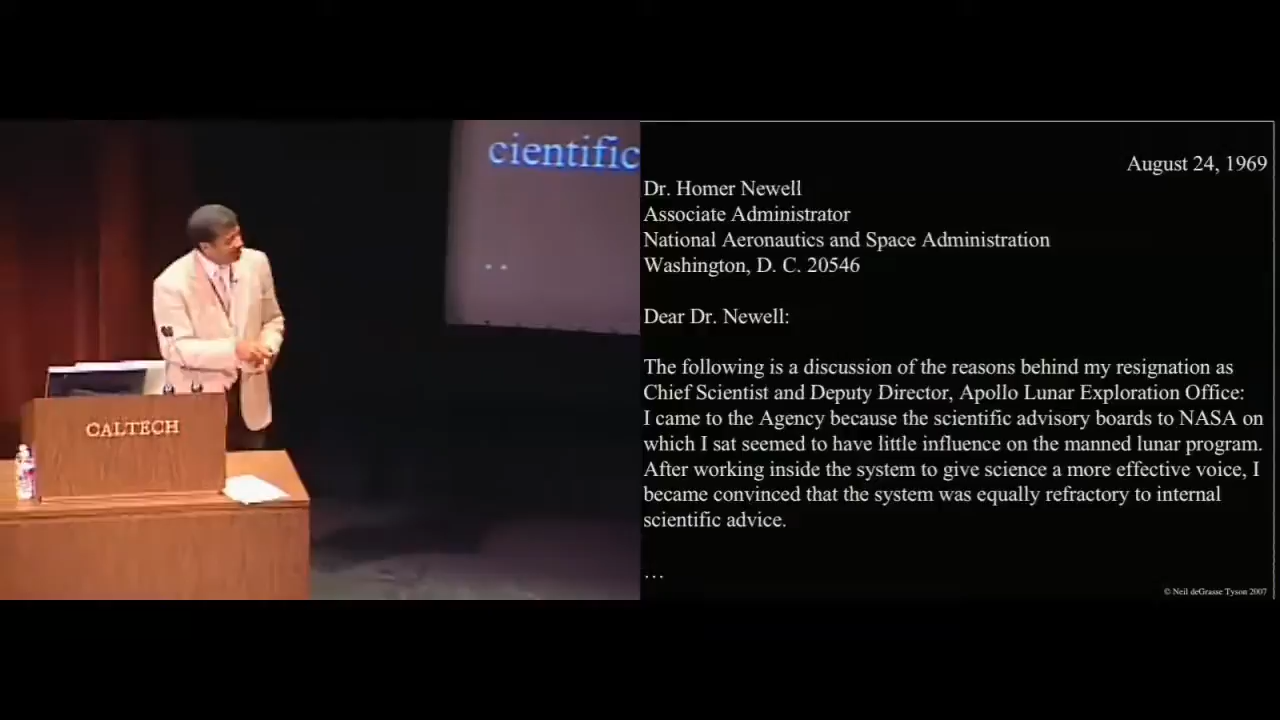 cientific
..
CALTECH
August 24, 1969
Dr. Homer Newell
Associate Administrator
National Aeronautics and Space Administration
Washington, D. C. 20546
Dear Dr. Newell:
The following is a discussion of the reasons behind my resignation as
Chief Scientist and Deputy Director, Apollo Lunar Exploration Office:
I came to the Agency because the scientific advisory boards to NASA on
which I sat seemed to have little influence on the manned lunar program.
After working inside the system to give science a more effective voice, I
became convinced that the system was equally refractory to internal
scientific advice.
…
© Neil deGrasse Tyson 2007